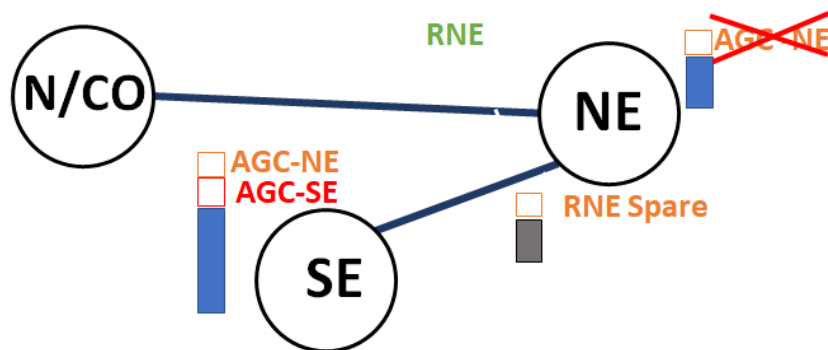 RNE
AGC-NE
N/CO
NE
AGC-NE
AGC-SE
RNE Spare
SE